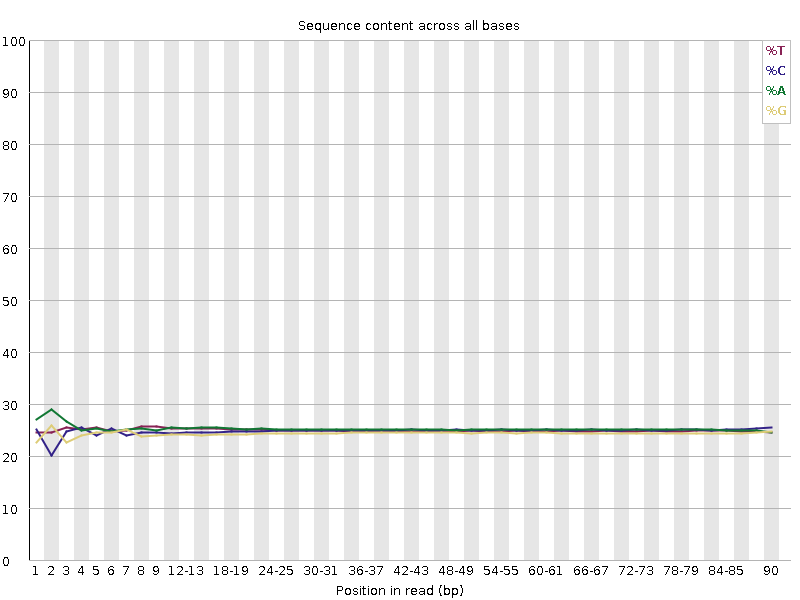 Sequence content across all bases
%T
%C
%A
%G
100
90
80
70
60
50
40
30
20
10
0
1 2 3 4 5 6 7 8 9 12-13 18-19 24-25 30-31 36-37 42-43 48-49 54-55 60-61 66-67 72-73 78-79 84-85 90
Position in read (bp)